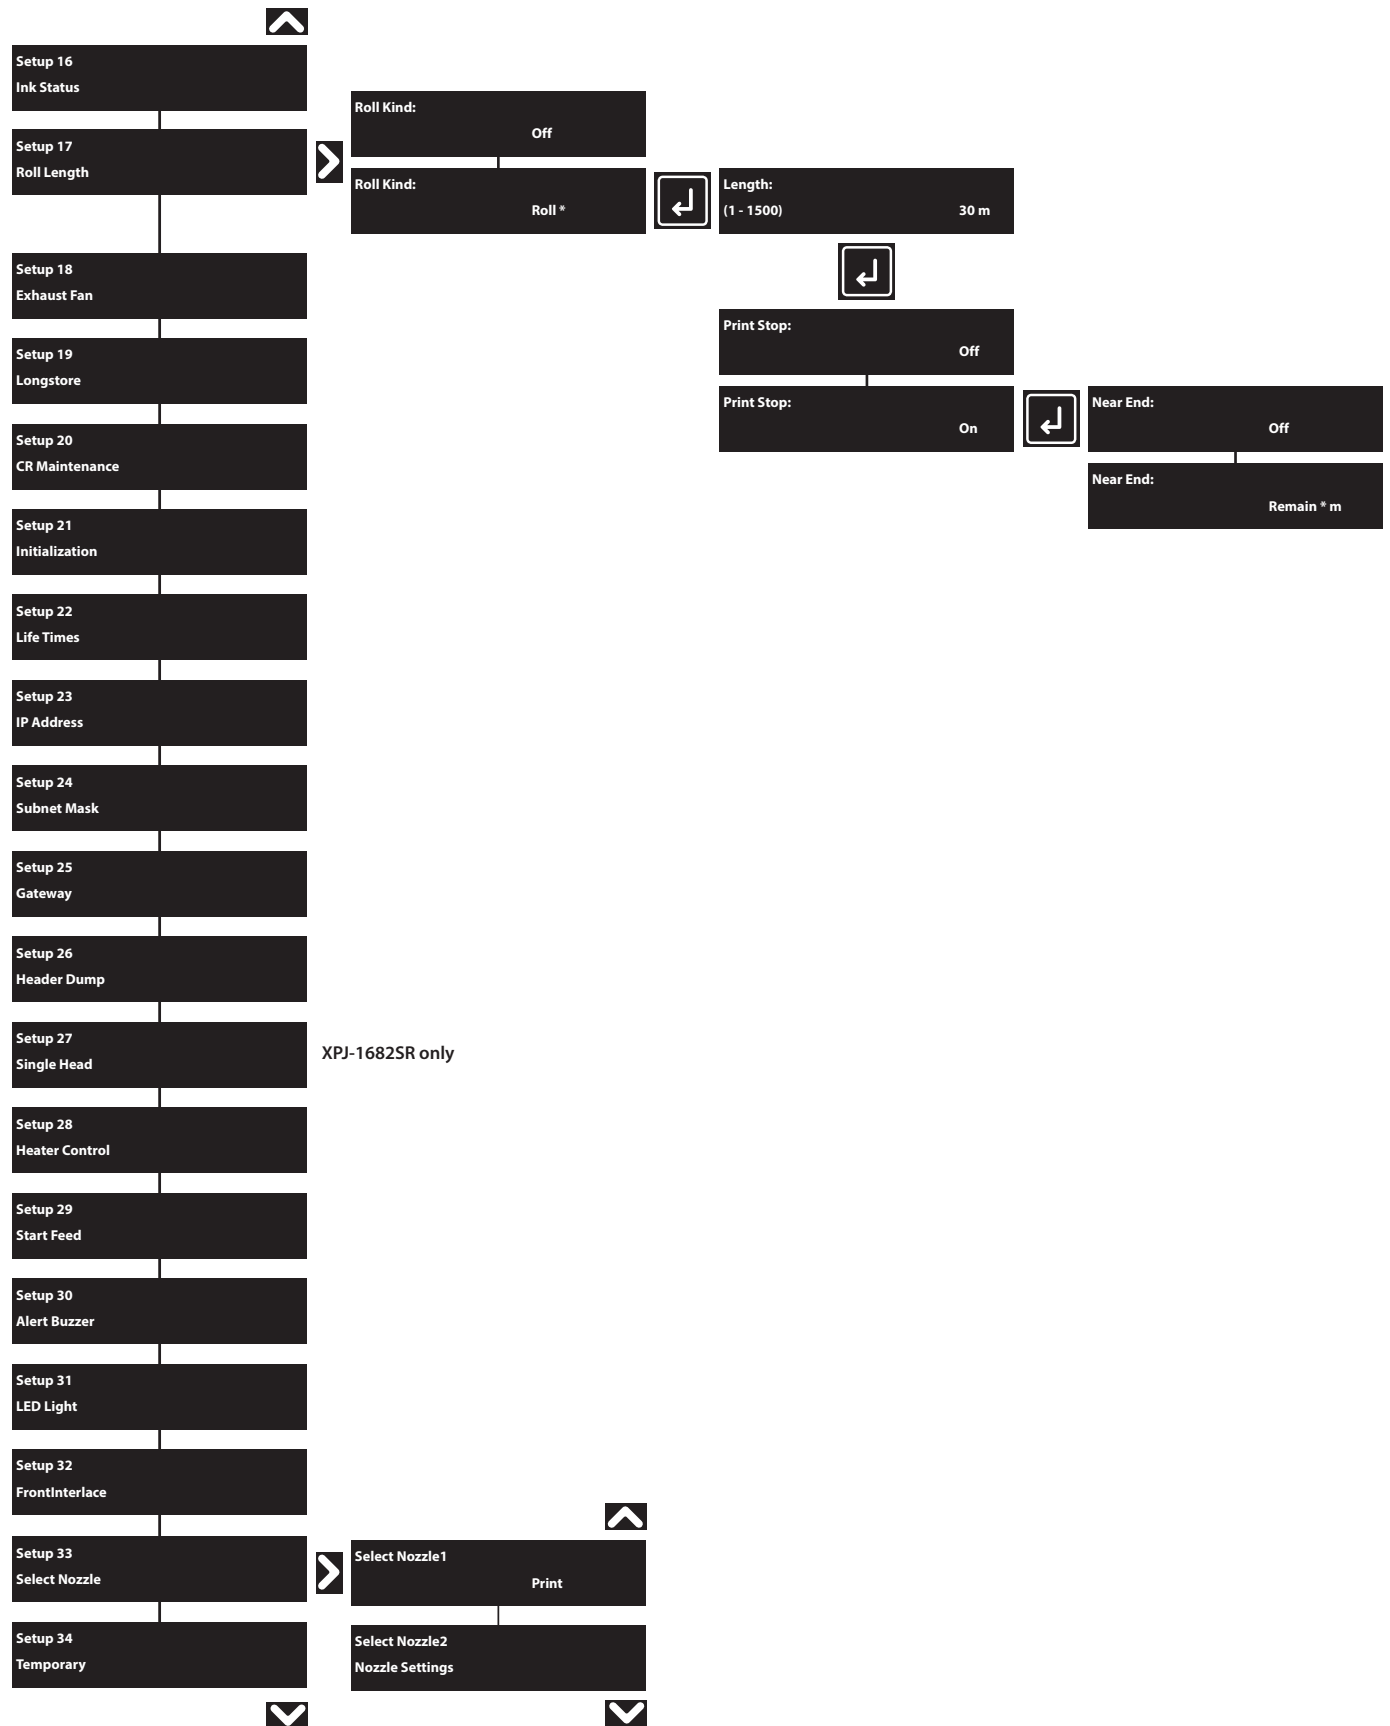 Setup 16
Ink Status
Setup 17
Roll Length
Roll Kind:
Off
Roll Kind:
Roll *
Length:
(1 - 1500) 30 m
Print Stop:
Off
Print Stop:
On
Near End:
Off
Near End:
Remain * m
Setup 18
Exhaust Fan
Setup 19
Longstore
Setup 20
CR Maintenance
Setup 21
Initialization
Setup 22
Life Times
Setup 23
IP Address
Setup 24
Subnet Mask
Setup 25
Gateway
Setup 26
Header Dump
Setup 27
Single Head
XPJ-1682SR only
Setup 28
Heater Control
Setup 29
Start Feed
Setup 30
Alert Buzzer
Setup 31
LED Light
Setup 32
FrontInterlace
Setup 33
Select Nozzle
Select Nozzle1
Print
Select Nozzle2
Nozzle Settings
Setup 34
Temporary